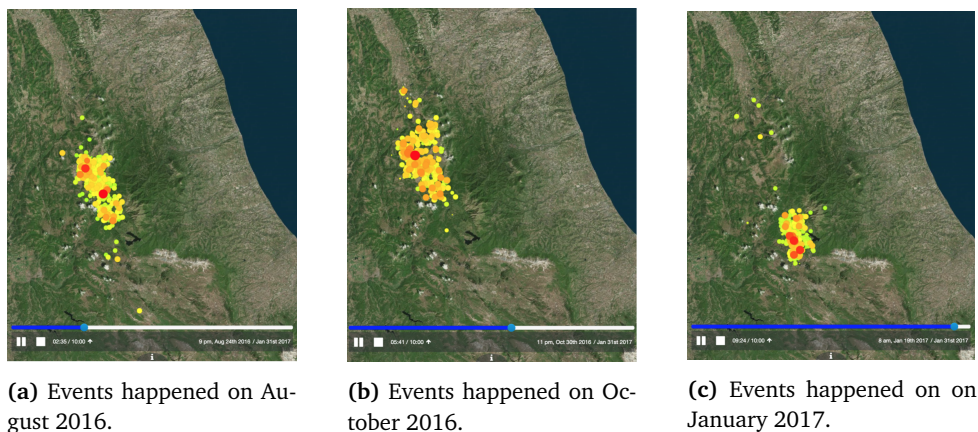 02:35 / 10:00
9 pm, Aug 24th 2016 / Jan 31st 2017
05:41 / 10:00
11 pm, Oct 30th 2016 / Jan 31st 2017
09:24 / 10:00
8 am, Jan 19th 2017 / Jan 31st 2017
(a) Events happened on Au-
gust 2016.
(b) Events happened on Oc-
tober 2016.
(c) Events happened on on
January 2017.